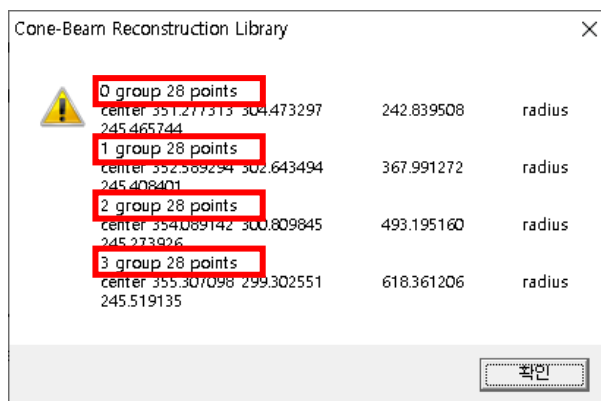 Cone-Beam Reconstruction Library
0 group 28 points
center 351.277313 304.473297 242.839508 radius
245.465744
1 group 28 points
center 352.589294 302.643494 367.991272 radius
245.408401
2 group 28 points
center 354.089142 300.809845 493.195160 radius
245.273926
3 group 28 points
center 355.307098 299.302551 618.361206 radius
245.519135
확인